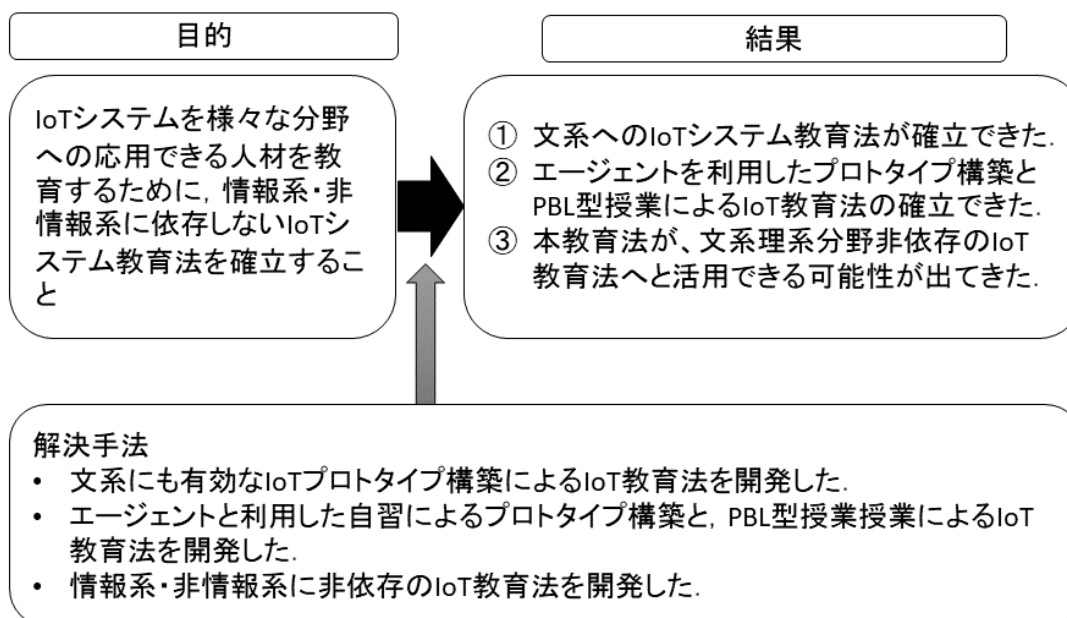 目的
IoTシステムを様々な分野
への応用できる人材を教
育するために, 情報系・非
情報系に依存しないIoTシ
ステム教育法を確立するこ
と
結果
① 文系へのIoTシステム教育法が確立できた.
② エージェントを利用したプロトタイプ構築と
PBL型授業によるIoT教育法の確立できた.
③ 本教育法が、文系理系分野非依存のIoT
教育法へと活用できる可能性が出てきた.
解決手法
• 文系にも有効なIoTプロトタイプ構築によるIoT教育法を開発した.
• エージェントと利用した自習によるプロトタイプ構築と, PBL型授業授業によるIoT
教育法を開発した.
• 情報系・非情報系に非依存のIoT教育法を開発した.